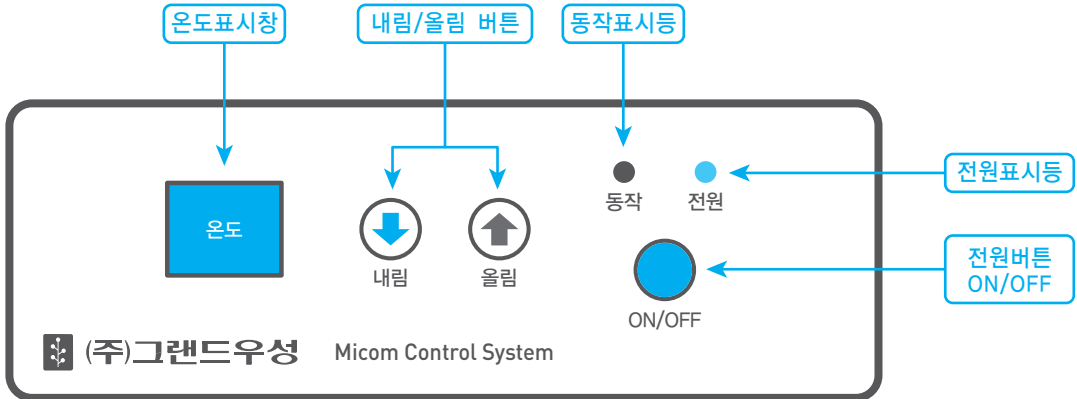 온도표시창
내림/올림 버튼
동작표시등
전원표시등
동작
전원
온도
내림
올림
전원버튼
ON/OFF
ON/OFF
(주)그랜드우성
Micom Control System